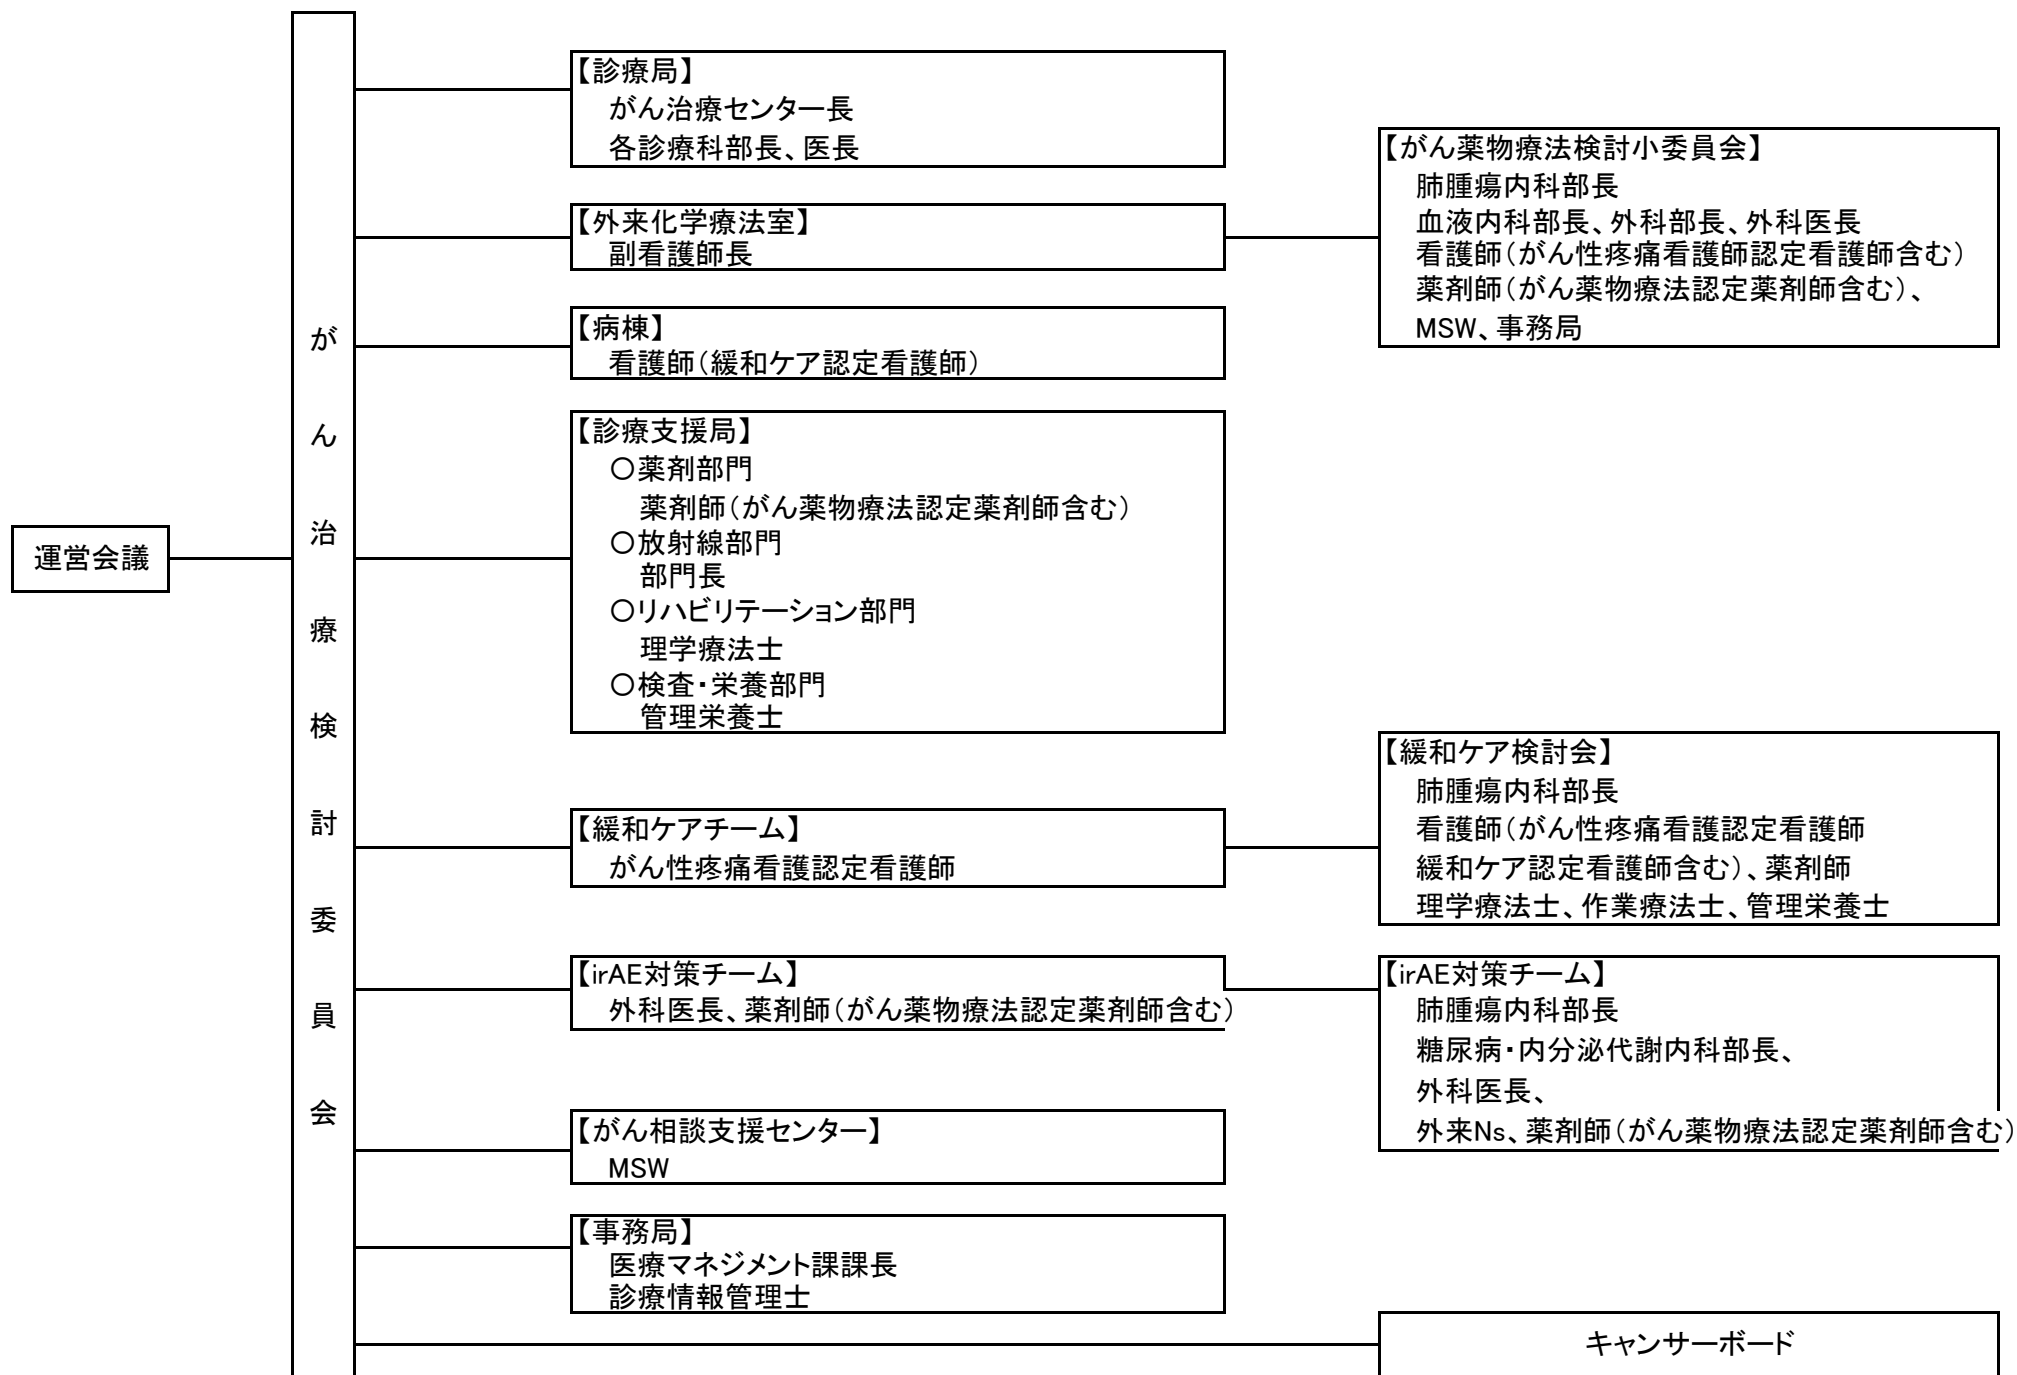 運営会議
がん治療検討委員会
【診療局】
がん治療センター長
各診療科部長、医長
【外来化学療法室】
副看護師長
【病棟】
看護師(緩和ケア認定看護師)
【診療支援局】
○薬剤部門
薬剤師(がん薬物療法認定薬剤師含む)
○放射線部門
部門長
○リハビリテーション部門
理学療法士
○検査・栄養部門
管理栄養士
【緩和ケアチーム】
がん性疼痛看護認定看護師
【irAE対策チーム】
外科医長、薬剤師(がん薬物療法認定薬剤師含む)
【がん相談支援センター】
MSW
【事務局】
医療マネジメント課課長
診療情報管理士
【がん薬物療法検討小委員会】
肺腫瘍内科部長
血液内科部長、外科部長、外科医長
看護師(がん性疼痛看護師認定看護師含む)
薬剤師(がん薬物療法認定薬剤師含む)、
MSW、事務局
【緩和ケア検討会】
肺腫瘍内科部長
看護師(がん性疼痛看護認定看護師
緩和ケア認定看護師含む)、薬剤師
理学療法士、作業療法士、管理栄養士
【irAE対策チーム】
肺腫瘍内科部長
糖尿病・内分泌代謝内科部長、
外科医長、
外来Ns、薬剤師(がん薬物療法認定薬剤師含む)
キャンサーボード